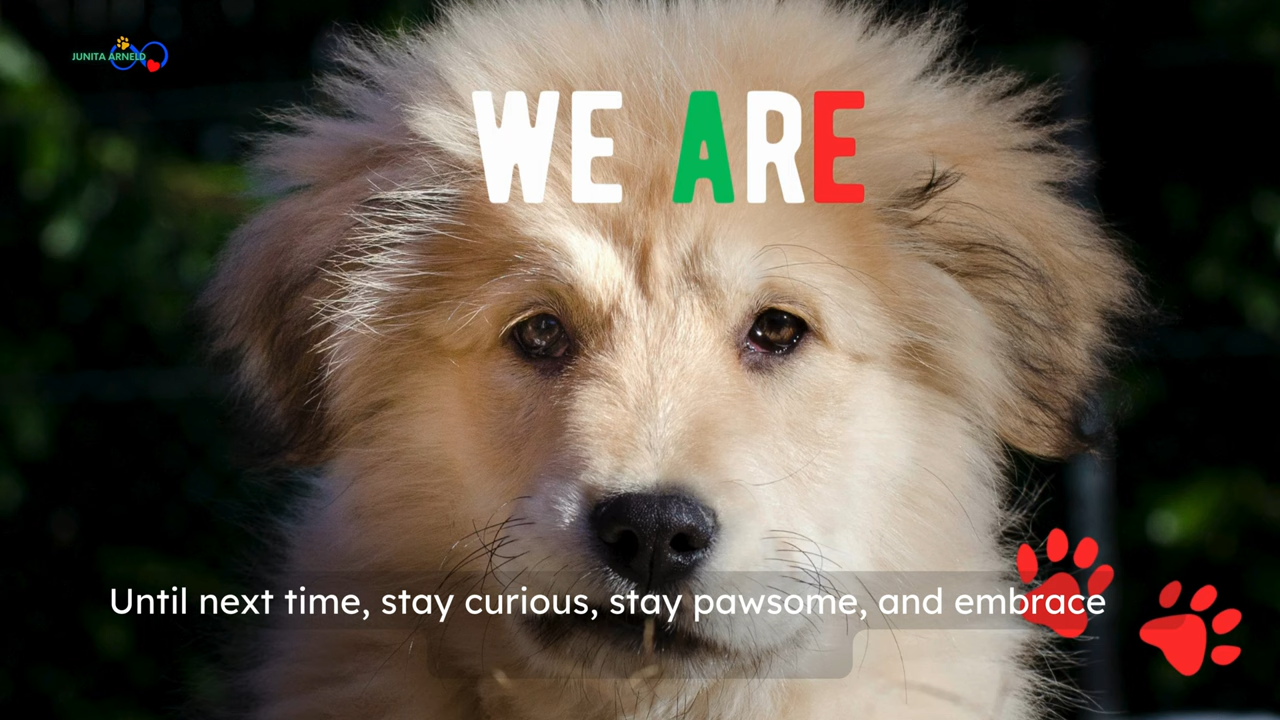 JUNITA ARNELD
WE ARE
Until next time, stay curious, stay pawsome, and embrace